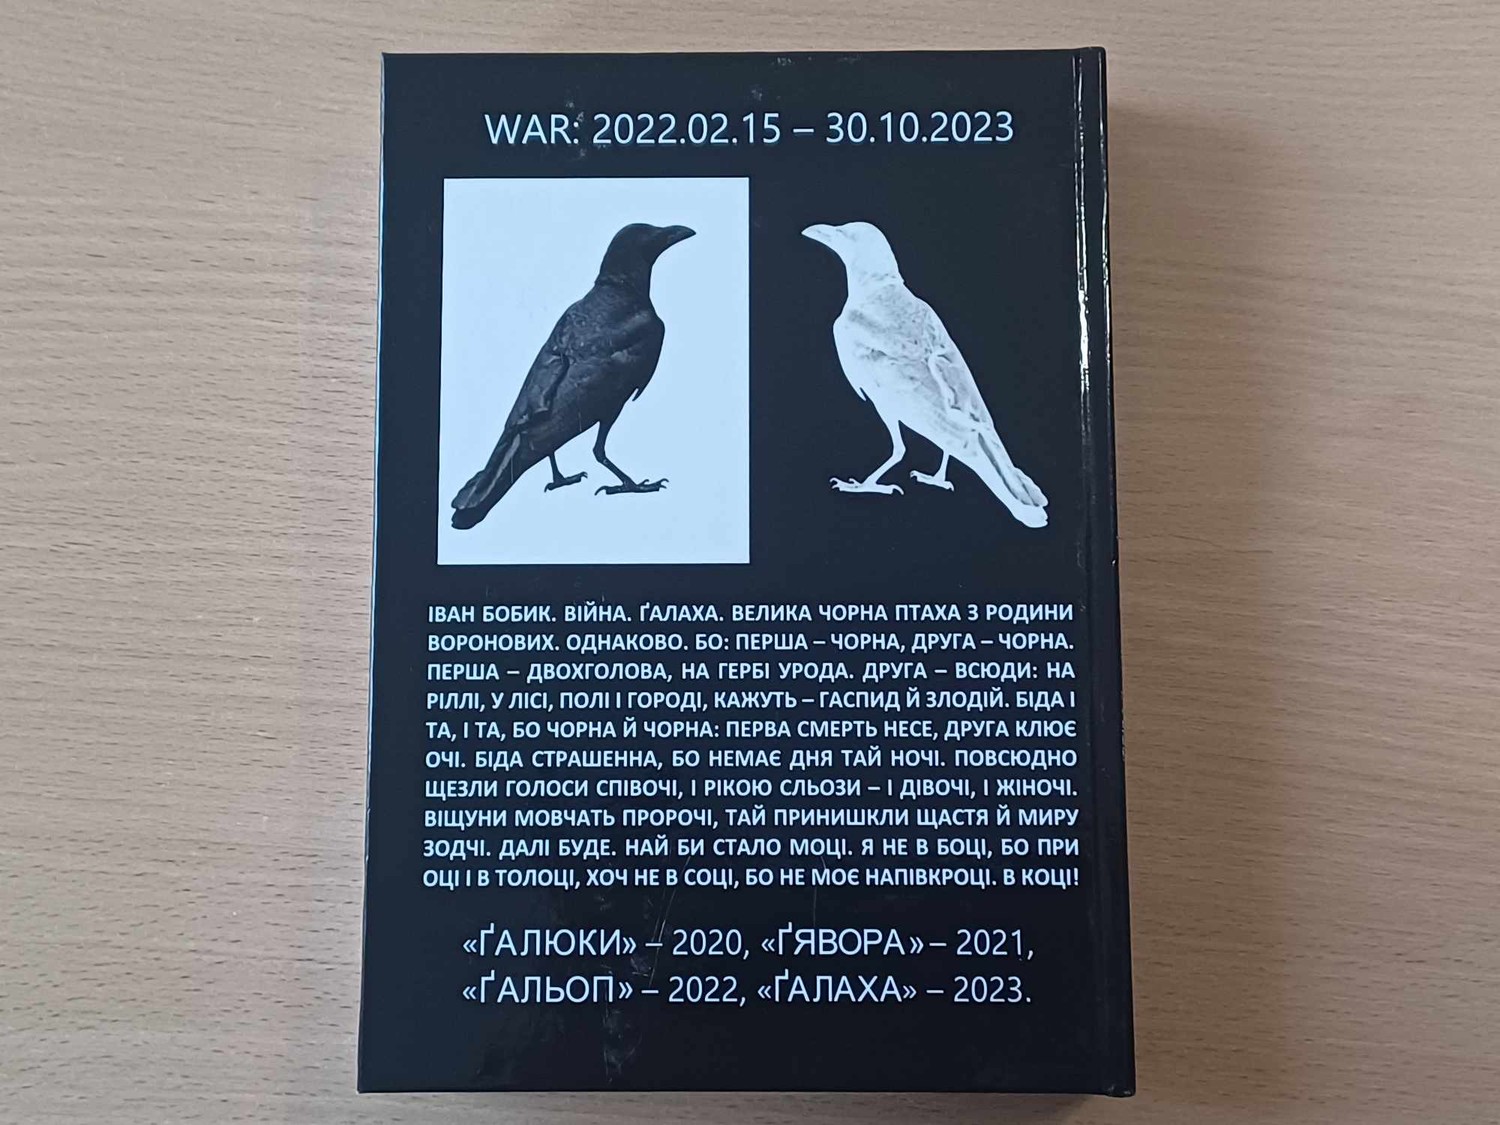 WAR: 2022.02.15 – 30.10.2023
ІВАН БОБИК. ВІЙНА. ҐАЛАХА. ВЕЛИКА ЧОРНА ПТАХА З РОДИНИ
ВОРОНОВИХ. ОДНАКОВО. БО: ПЕРША – ЧОРНА, ДРУГА – ЧОРНА.
ПЕРША – ДВОХГОЛОВА, НА ГЕРБІ УРОДА. ДРУГА – ВСЮДИ: НА
РІЛЛІ, У ЛІСІ, ПОЛІ І ГОРОДІ, КАЖУТЬ – ГАСПИД Й ЗЛОДІЙ. БІДА І
ТА, І ТА, БО ЧОРНА Й ЧОРНА: ПЕРВА СМЕРТЬ НЕСЕ, ДРУГА КЛЮЄ
ОЧІ. БІДА СТРАШЕННА, БО НЕМАЄ ДНЯ ТАЙ НОЧІ. ПОВСЮДНО
ЩЕЗЛИ ГОЛОСИ СПІВОЧІ, І РІКОЮ СЛЬОЗИ – І ДІВОЧІ, І ЖІНОЧІ.
ВІЩУНИ МОВЧАТЬ ПРОРОЧІ, ТАЙ ПРИНИШКЛИ ЩАСТЯ Й МИРУ
ЗОДЧІ. ДАЛІ БУДЕ. НАЙ БИ СТАЛО МОЦІ. Я НЕ В БОЦІ, БО ПРИ
ОЦІ І В ТОЛОЦІ, ХОЧ НЕ В СОЦІ, БО НЕ МОЄ НАПІВКРОЦІ. В КОЦІ!
«ҐАЛЮКИ» – 2020, «ҐЯВОРА» – 2021,
«ҐАЛЬОП» – 2022, «ҐАЛАХА» – 2023.